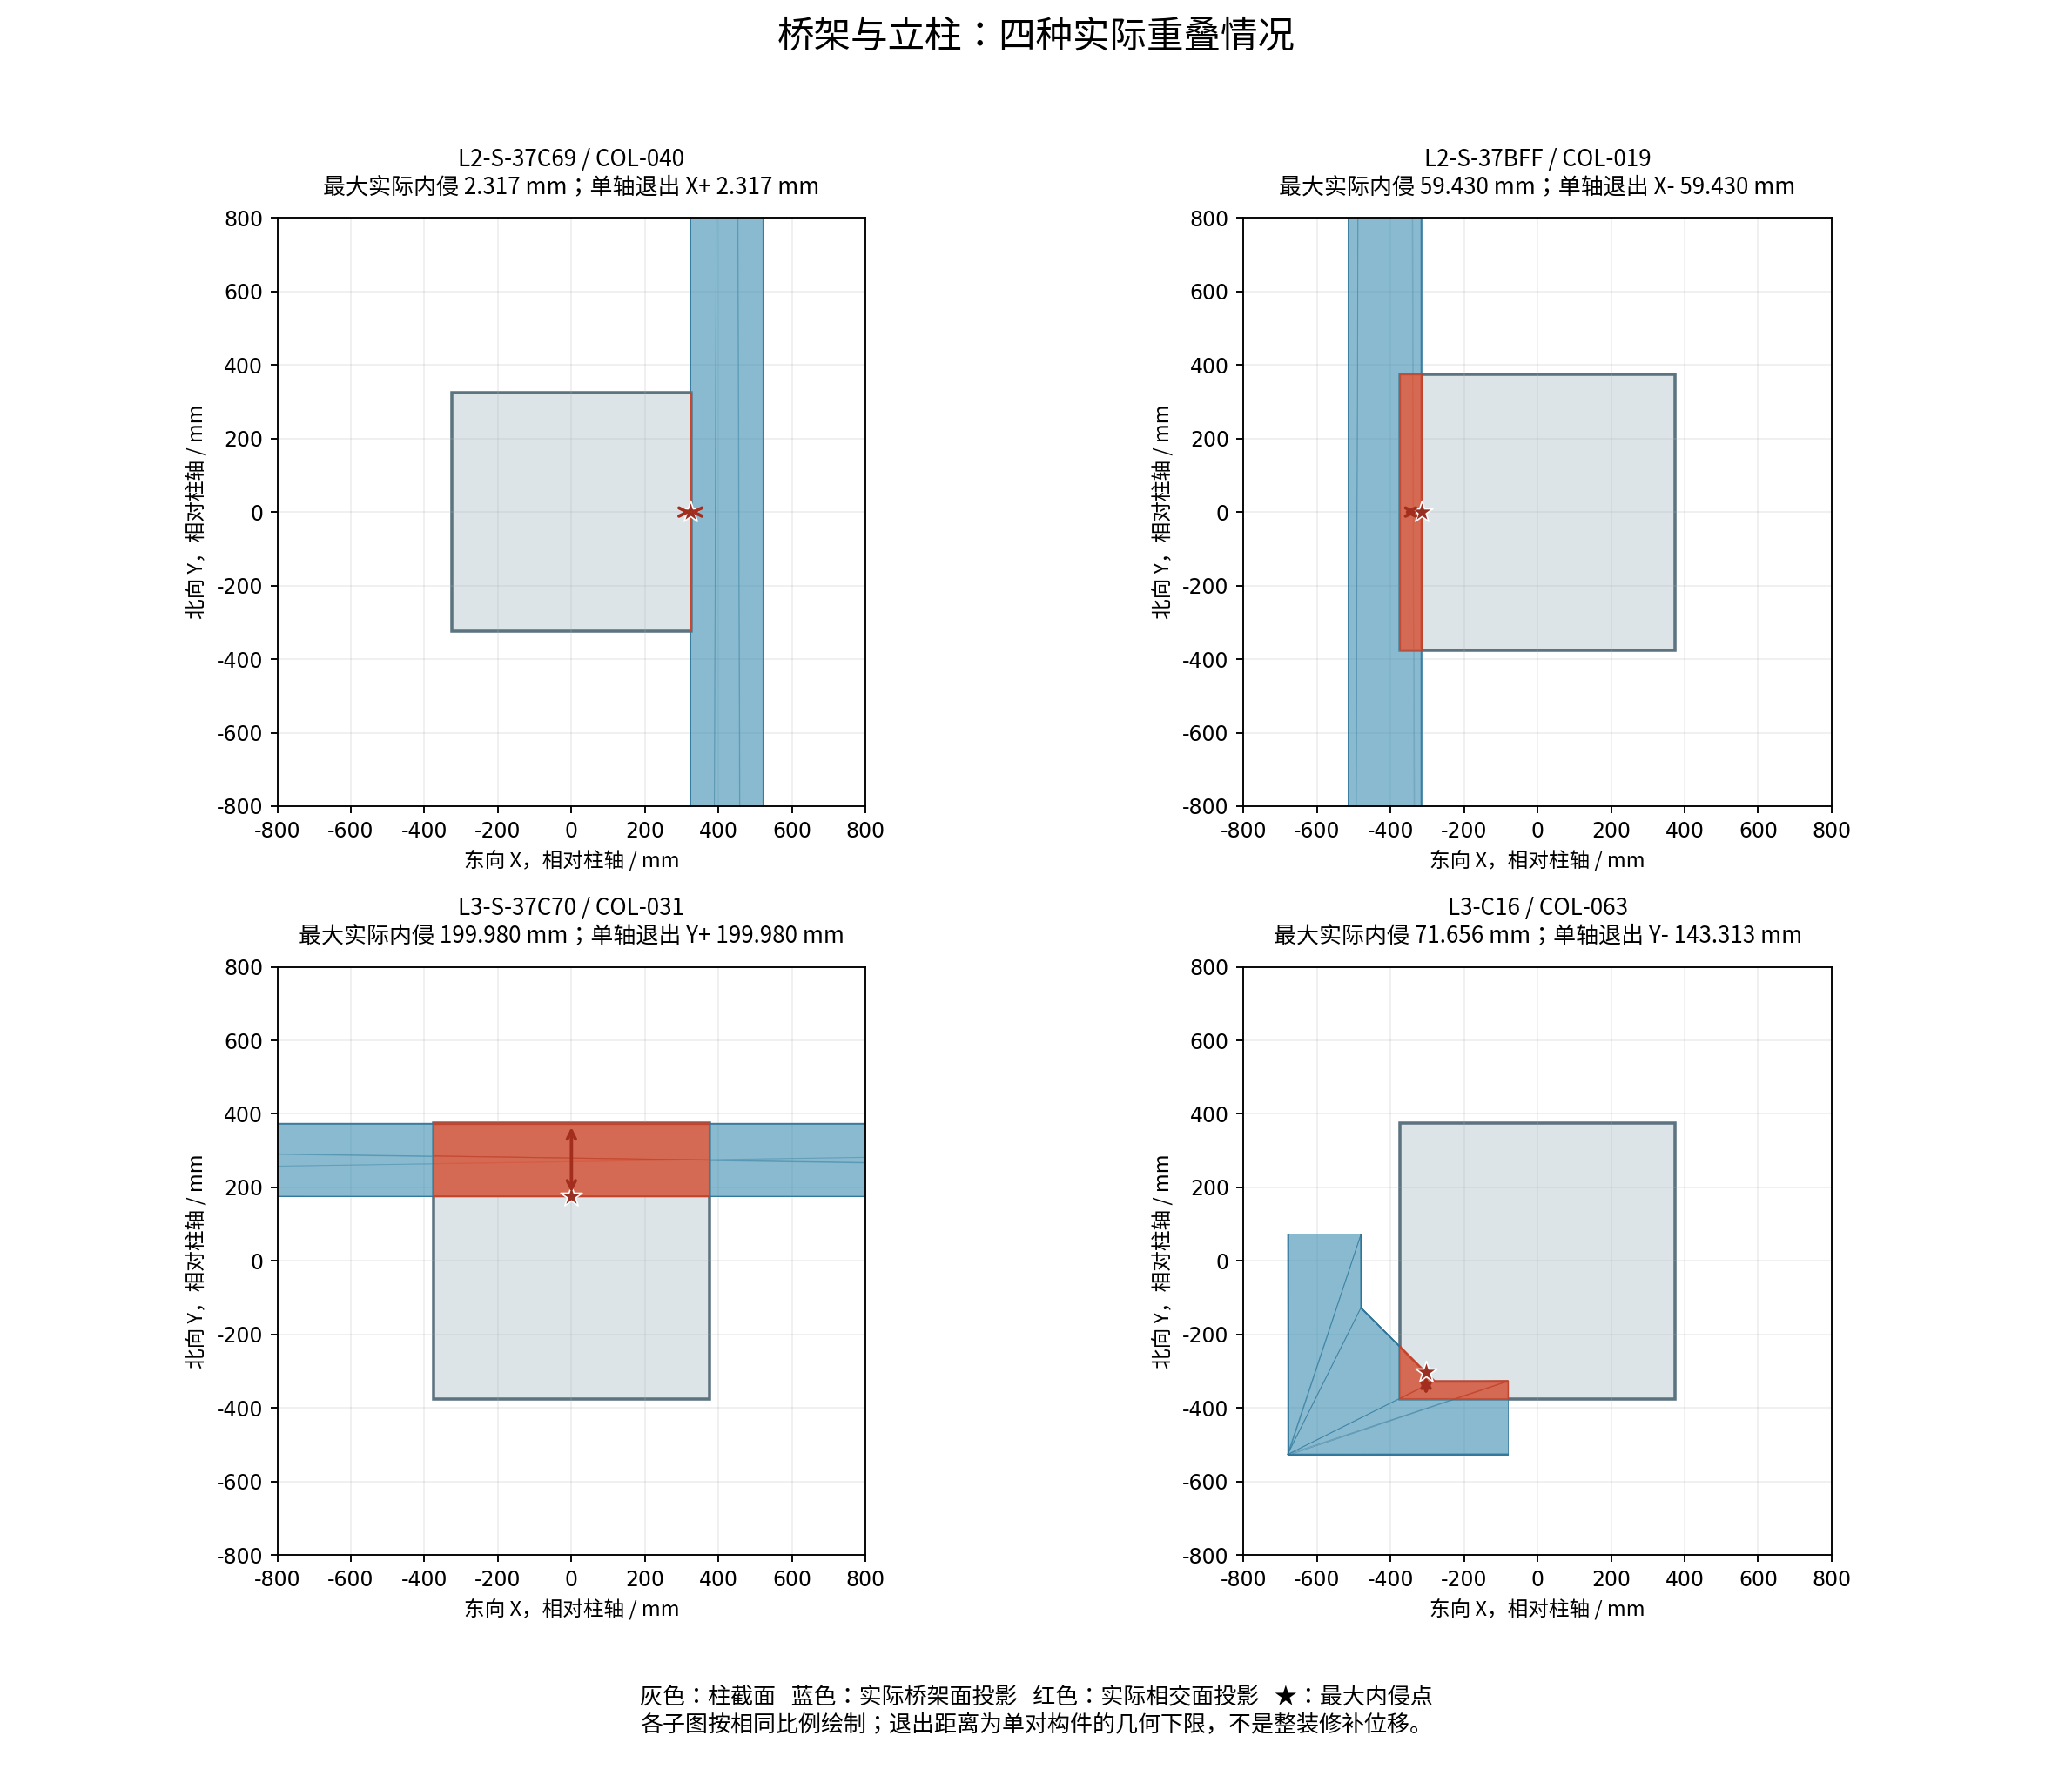 桥架与立柱：四种实际重叠情况
L2-S-37C69 / COL-040
最大实际内侵 2.317 mm；单轴退出 X+ 2.317 mm
800
600
400
200
0
-200
-400
-600
-800
北向 Y，相对柱轴 / mm
-800 -600 -400 -200 0 200 400 600 800
东向 X，相对柱轴 / mm
L2-S-37BFF / COL-019
最大实际内侵 59.430 mm；单轴退出 X- 59.430 mm
800
600
400
200
0
-200
-400
-600
-800
北向 Y，相对柱轴 / mm
-800 -600 -400 -200 0 200 400 600 800
东向 X，相对柱轴 / mm
L3-S-37C70 / COL-031
最大实际内侵 199.980 mm；单轴退出 Y+ 199.980 mm
800
600
400
200
0
-200
-400
-600
-800
北向 Y，相对柱轴 / mm
-800 -600 -400 -200 0 200 400 600 800
东向 X，相对柱轴 / mm
L3-C16 / COL-063
最大实际内侵 71.656 mm；单轴退出 Y- 143.313 mm
800
600
400
200
0
-200
-400
-600
-800
北向 Y，相对柱轴 / mm
-800 -600 -400 -200 0 200 400 600 800
东向 X，相对柱轴 / mm
灰色：柱截面 蓝色：实际桥架面投影 红色：实际相交面投影 ★：最大内侵点
各子图按相同比例绘制；退出距离为单对构件的几何下限，不是整装修补位移。